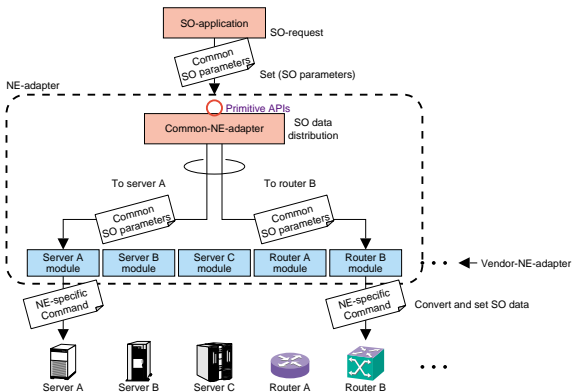 SO-application
SO-request
Common
SO parameters
Set (SO parameters)
NE-adapter
Primitive APIs
Common-NE-adapter
SO data
distribution
To server A
To router B
Common
SO parameters
Common
SO parameters
Server A
module
Server B
module
Server C
module
Router A
module
Router B
module
Vendor-NE-adapter
NE-specific
Command
NE-specific
Command
Convert and set SO data
Server A
Server B
Server C
Router A
Router B